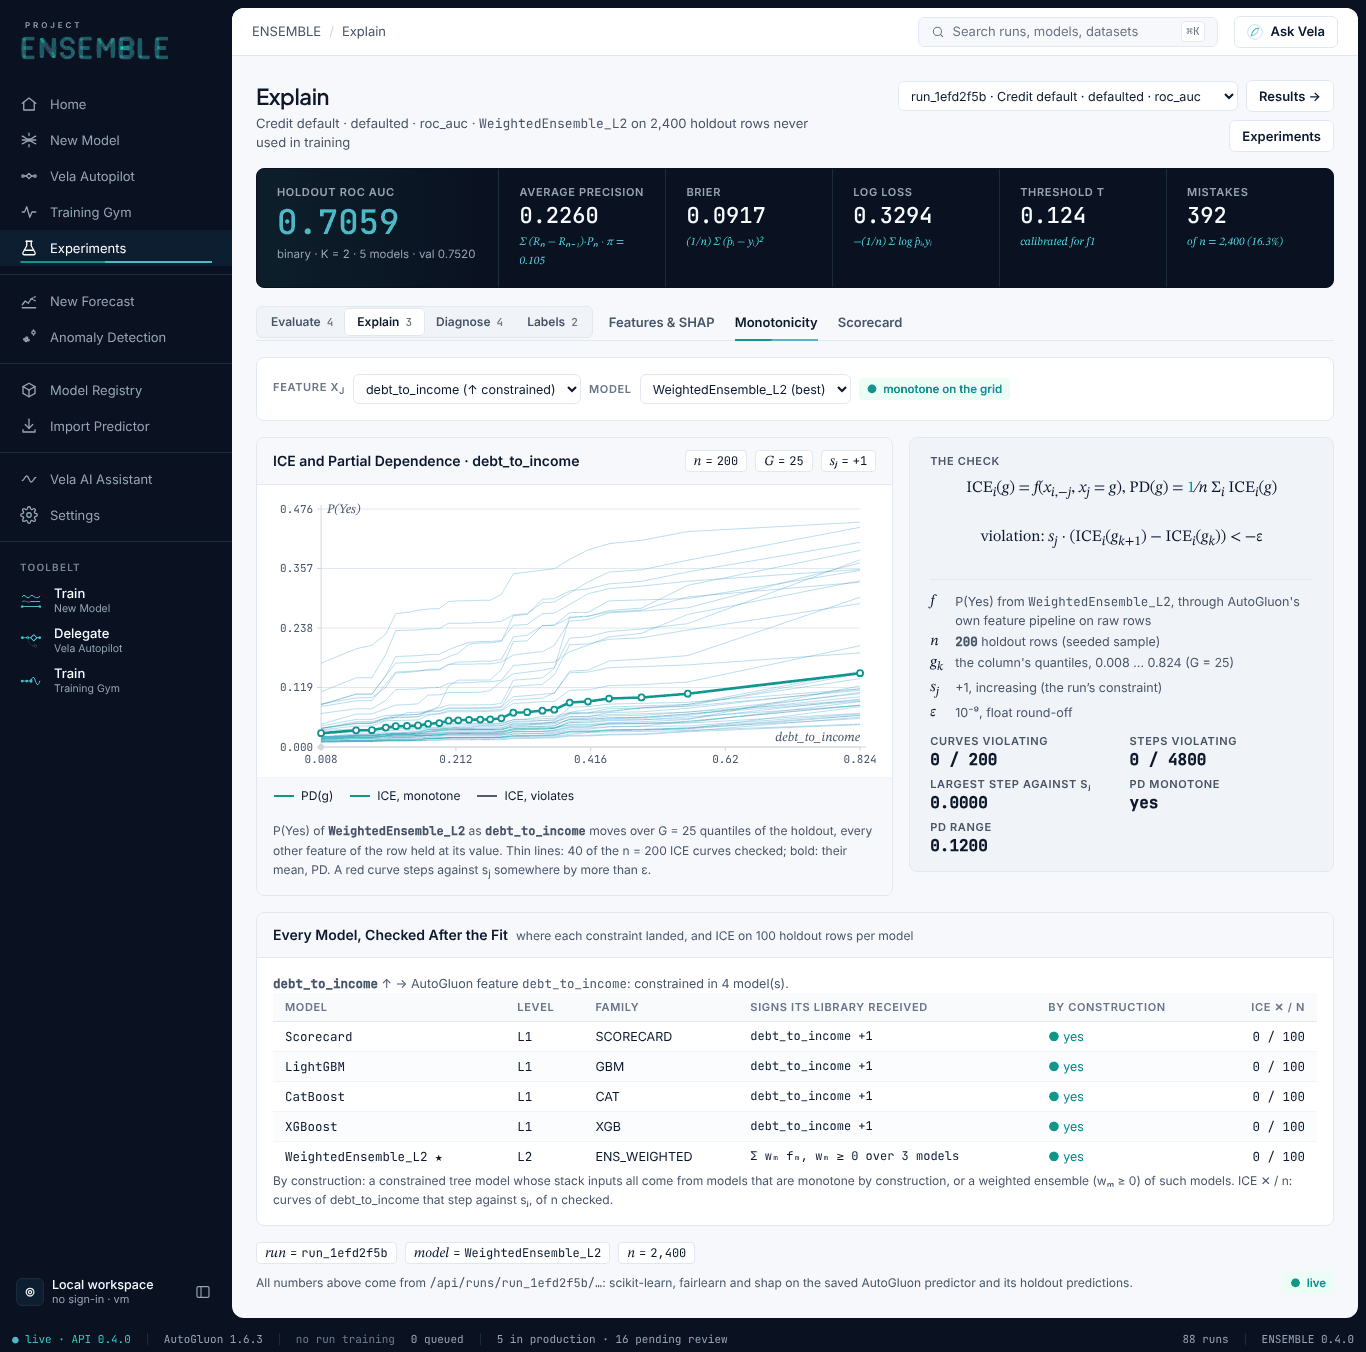 PROJECT
ENSEMBLE
Home
New Model
Vela Autopilot
Training Gym
Experiments
New Forecast
Anomaly Detection
Model Registry
Import Predictor
Vela AI Assistant
Settings
TOOLBELT
Train
New Model
Delegate
Vela Autopilot
Train
Training Gym
Local workspace
no sign-in · vm
ENSEMBLE / Explain
Search runs, models, datasets ⌘K
Ask Vela
Explain
Credit default · defaulted · roc_auc · WeightedEnsemble_L2 on 2,400 holdout rows never
used in training
run_1efd2f5b · Credit default · defaulted · roc_auc
Results →
Experiments
HOLDOUT ROC AUC
0.7059
binary · K = 2 · 5 models · val 0.7520
AVERAGE PRECISION
0.2260
Σ (Rₙ − Rₙ₋₁)·Pₙ · π =
0.105
BRIER
0.0917
(1/n) Σ (p̂ᵢ − yᵢ)²
LOG LOSS
0.3294
−(1/n) Σ log p̂ᵢ,yᵢ
THRESHOLD T
0.124
calibrated for f1
MISTAKES
392
of n = 2,400 (16.3%)
Evaluate 4 Explain 3 Diagnose 4 Labels 2 Features & SHAP Monotonicity Scorecard
FEATURE XJ debt_to_income (↑ constrained) MODEL WeightedEnsemble_L2 (best) monotone on the grid
ICE and Partial Dependence · debt_to_income
n = 200 G = 25 sj = +1
0.476 P(Yes)
0.357
0.238
0.119
0.000
debt_to_income
0.008 0.212 0.416 0.62 0.824
PD(g) ICE, monotone ICE, violates
P(Yes) of WeightedEnsemble_L2 as debt_to_income moves over G = 25 quantiles of the holdout, every
other feature of the row held at its value. Thin lines: 40 of the n = 200 ICE curves checked; bold: their
mean, PD. A red curve steps against sj somewhere by more than ε.
THE CHECK
ICEi(g) = f(xi,−j, xj = g), PD(g) = 1/n Σi ICEi(g)
violation: sj · (ICEi(gk+1) − ICEi(gk)) < −ε
f P(Yes) from WeightedEnsemble_L2, through AutoGluon's
own feature pipeline on raw rows
n 200 holdout rows (seeded sample)
gk the column's quantiles, 0.008 … 0.824 (G = 25)
sj +1, increasing (the run's constraint)
ε 10⁻⁹, float round-off
CURVES VIOLATING
0 / 200
STEPS VIOLATING
0 / 4800
LARGEST STEP AGAINST Sj
0.0000
PD MONOTONE
yes
PD RANGE
0.1200
Every Model, Checked After the Fit where each constraint landed, and ICE on 100 holdout rows per model
debt_to_income ↑ → AutoGluon feature debt_to_income: constrained in 4 model(s).
MODEL LEVEL FAMILY SIGNS ITS LIBRARY RECEIVED BY CONSTRUCTION ICE ✕ / N
Scorecard L1 SCORECARD debt_to_income +1 yes 0 / 100
LightGBM L1 GBM debt_to_income +1 yes 0 / 100
CatBoost L1 CAT debt_to_income +1 yes 0 / 100
XGBoost L1 XGB debt_to_income +1 yes 0 / 100
WeightedEnsemble_L2 ★ L2 ENS_WEIGHTED Σ wₘ fₘ, wₘ ≥ 0 over 3 models yes 0 / 100
By construction: a constrained tree model whose stack inputs all come from models that are monotone by construction, or a weighted ensemble (wₘ ≥ 0) of such models. ICE ✕ / n:
curves of debt_to_income that step against sⱼ, of n checked.
run = run_1efd2f5b model = WeightedEnsemble_L2 n = 2,400
All numbers above come from /api/runs/run_1efd2f5b/…: scikit-learn, fairlearn and shap on the saved AutoGluon predictor and its holdout predictions.
live
live · API 0.4.0 AutoGluon 1.6.3 no run training 0 queued 5 in production · 16 pending review 88 runs ENSEMBLE 0.4.0